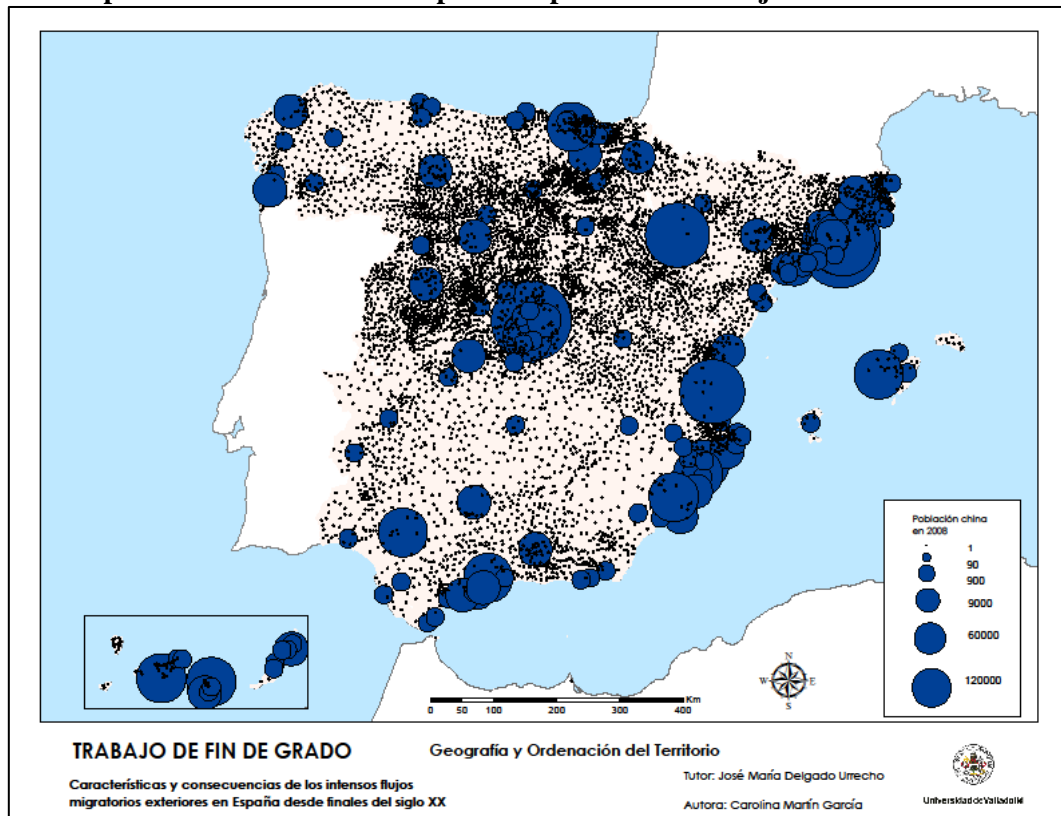 Población china
en 2008
1
90
900
9000
60000
120000
N
W E
S
Km
0 50 100 200 300 400
TRABAJO DE FIN DE GRADO
Geografía y Ordenación del Territorio
Características y consecuencias de los intensos flujos
migratorios exteriores en España desde finales del siglo XX
Tutor: José María Delgado Urrecho
Autora: Carolina Martín García
Universidad de Valladolid